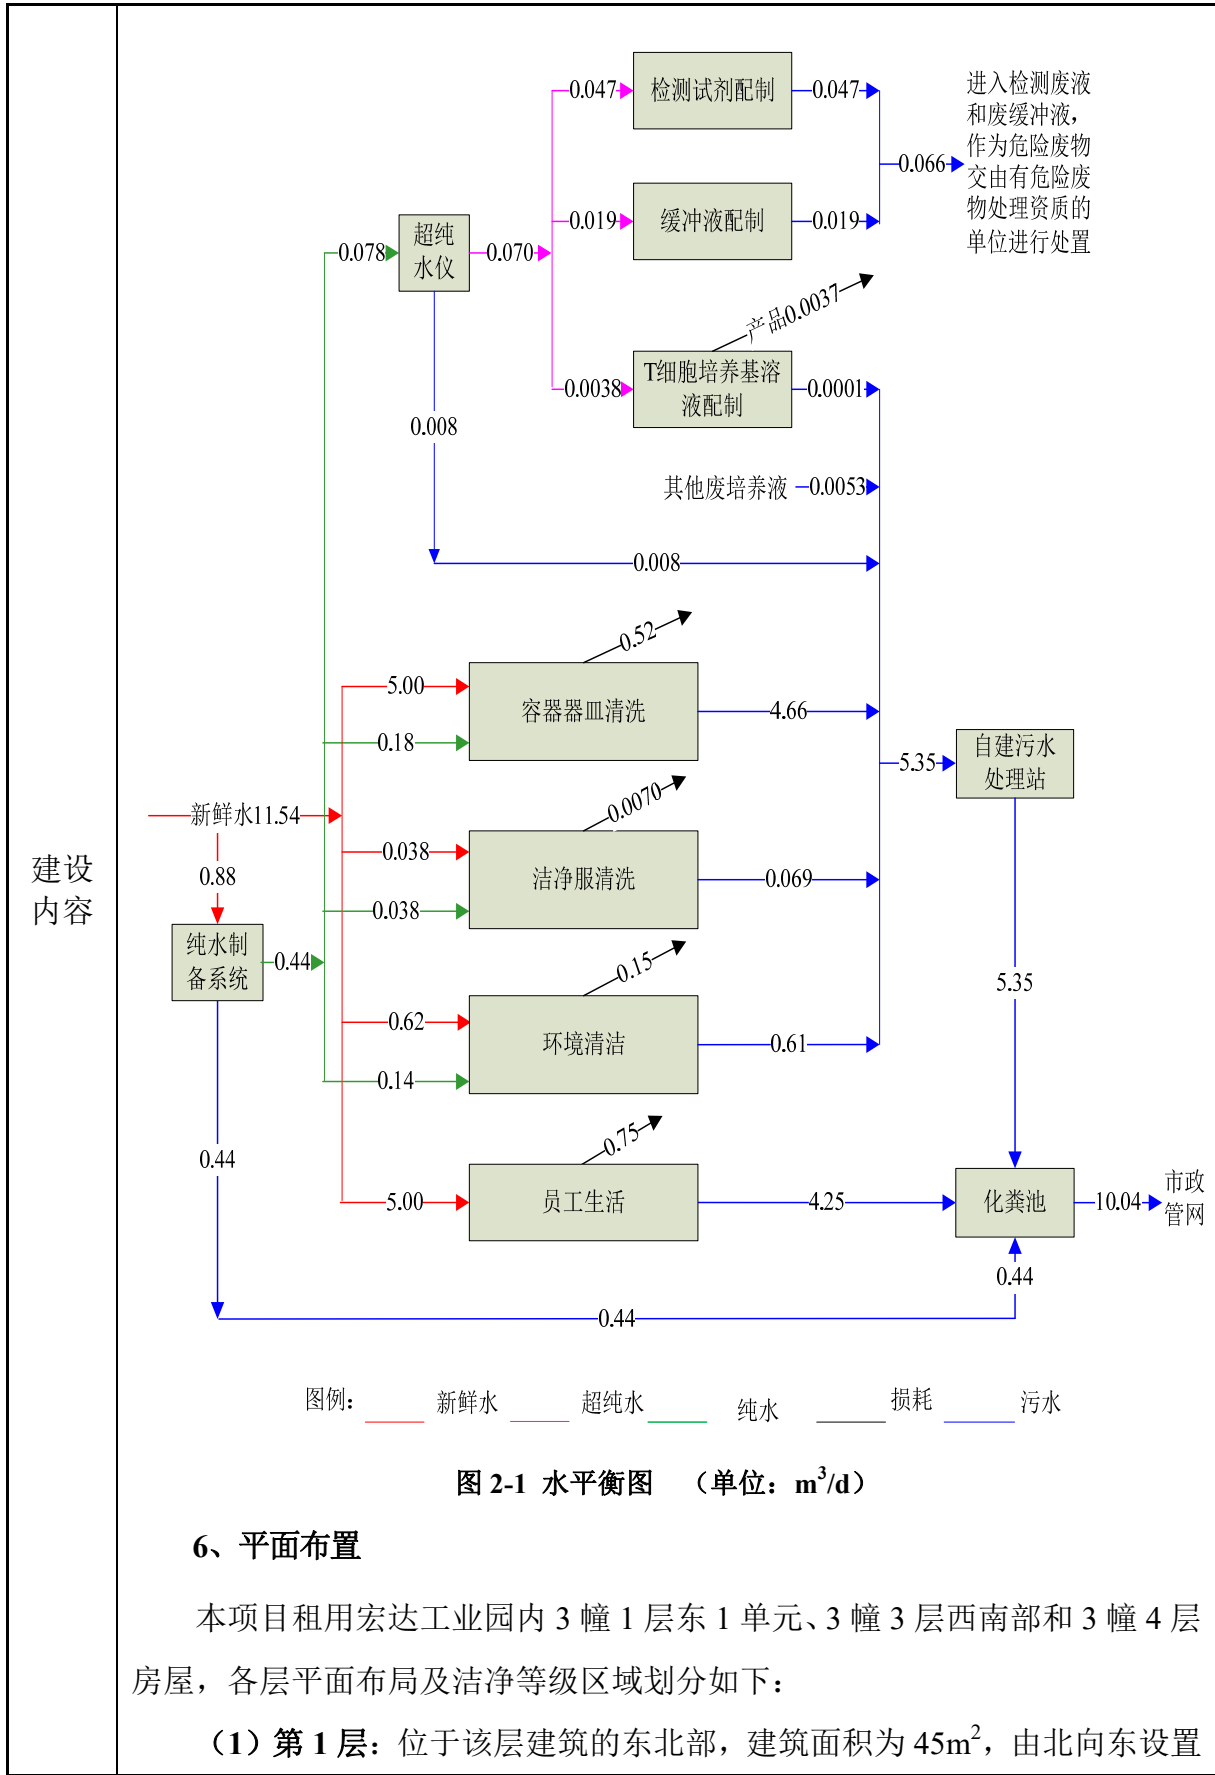 建设
内容
0.047
检测试剂配制
0.047
进入检测废液
和废缓冲液，
作为危险废物
交由有危险废
物处理资质的
单位进行处置
0.066
0.019
缓冲液配制
0.019
超纯
水仪
0.078
0.070
产品0.0037
0.0038
T细胞培养基溶
液配制
0.0001
0.008
其他废培养液
0.0053
0.008
0.52
5.00
容器器皿清洗
4.66
0.18
自建污水
处理站
5.35
0.0070
新鲜水11.54
0.038
洁净服清洗
0.069
0.038
0.88
纯水制
备系统
0.44
0.15
5.35
0.62
环境清洁
0.61
0.14
0.75
0.44
5.00
员工生活
4.25
化粪池
10.04
市政
管网
0.44
0.44
图例：
新鲜水
超纯水
纯水
损耗
污水
图 2-1 水平衡图 （单位：m³/d）
6、平面布置
本项目租用宏达工业园内 3 幢 1 层东 1 单元、3 幢 3 层西南部和 3 幢 4 层
房屋，各层平面布局及洁净等级区域划分如下：
（1）第 1 层：位于该层建筑的东北部，建筑面积为 45m²，由北向东设置